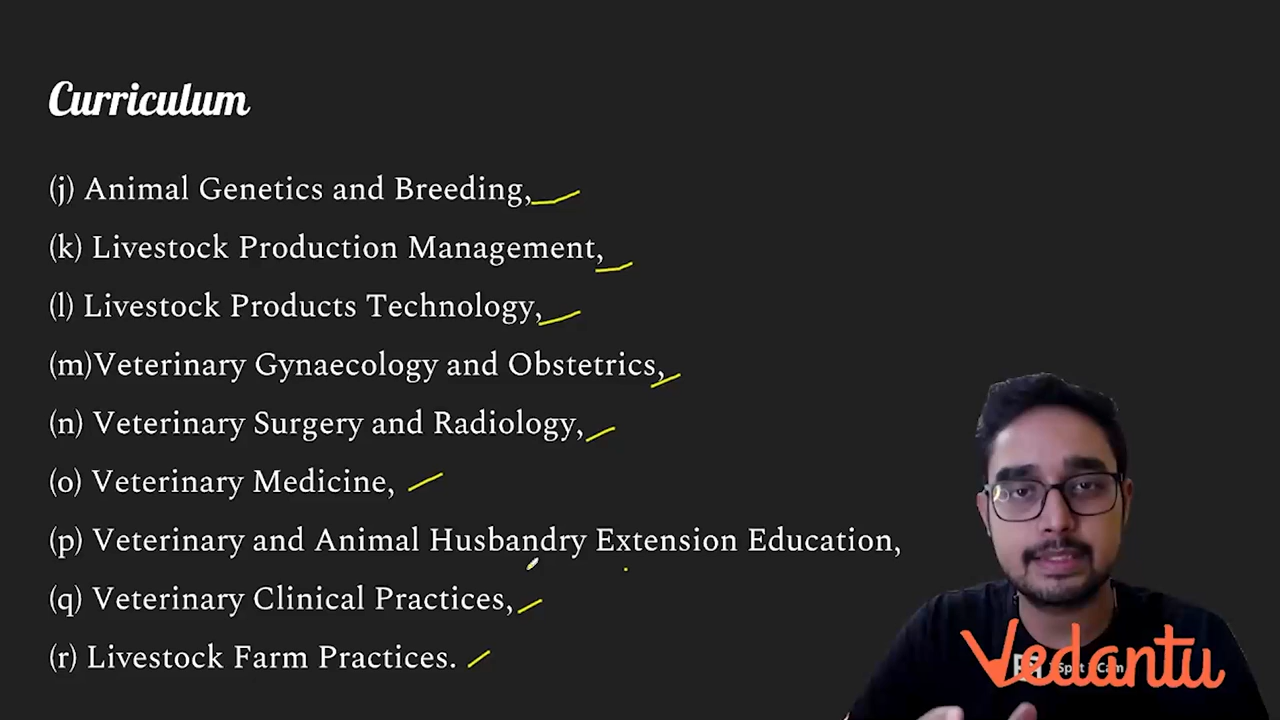 Curriculum
(j) Animal Genetics and Breeding,
(k) Livestock Production Management,
(l) Livestock Products Technology,
(m)Veterinary Gynaecology and Obstetrics,
(n) Veterinary Surgery and Radiology,
(o) Veterinary Medicine,
(p) Veterinary and Animal Husbandry Extension Education,
(q) Veterinary Clinical Practices,
(r) Livestock Farm Practices.
Vedantu